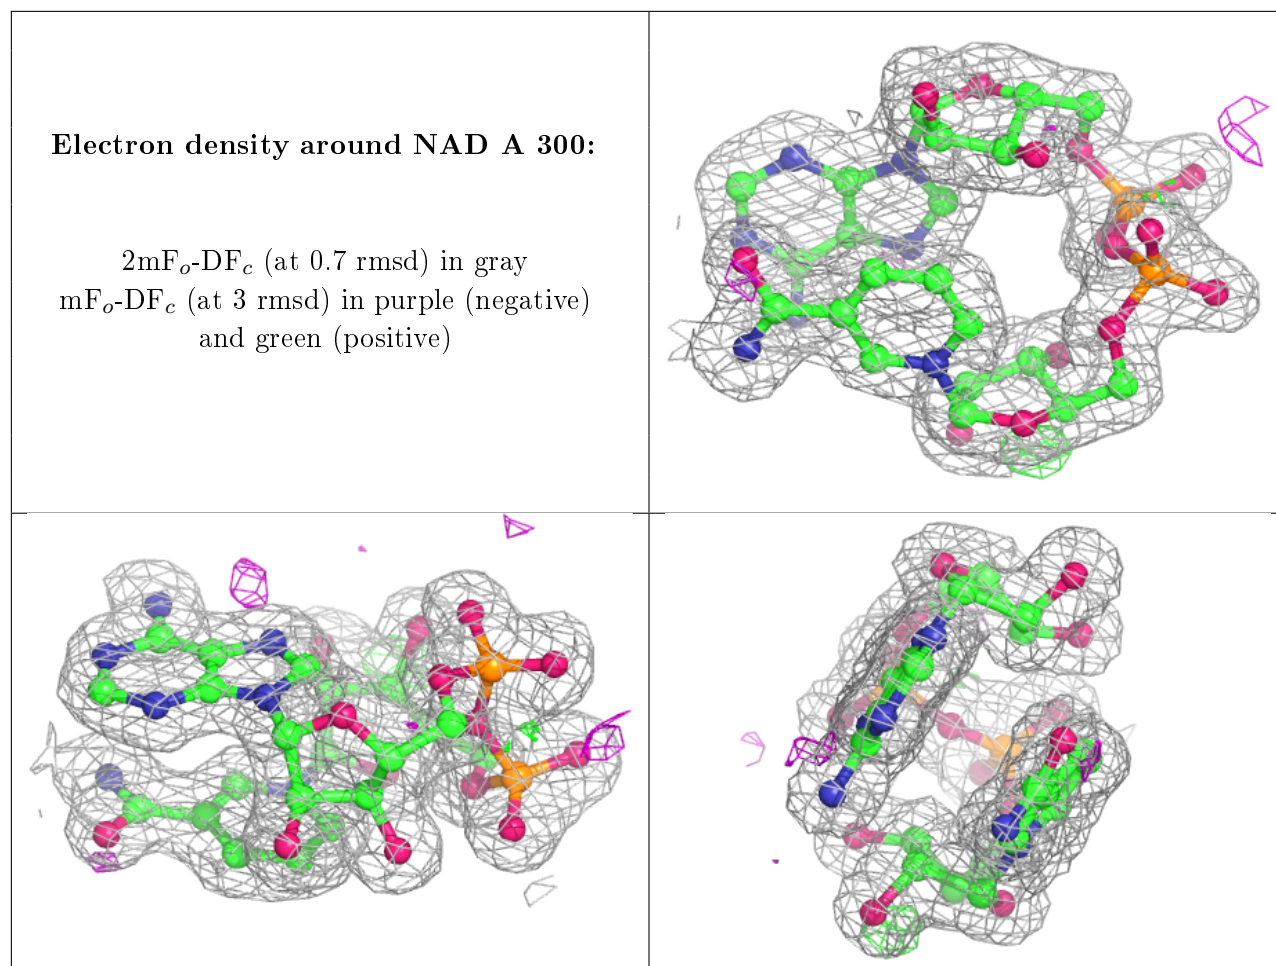 Electron density around NAD A 300:
2mFₒ-DF𝒸 (at 0.7 rmsd) in gray
mFₒ-DF𝒸 (at 3 rmsd) in purple (negative)
and green (positive)